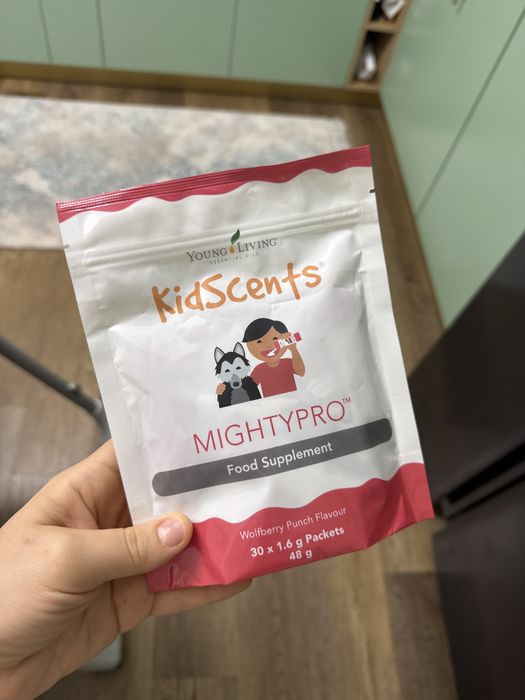 YOUNG LIVING
ESSENTIAL OILS
KidScents®
MIGHTYPRO™
Food Supplement
Wolfberry Punch Flavour
30 x 1.6 g Packets
48 g